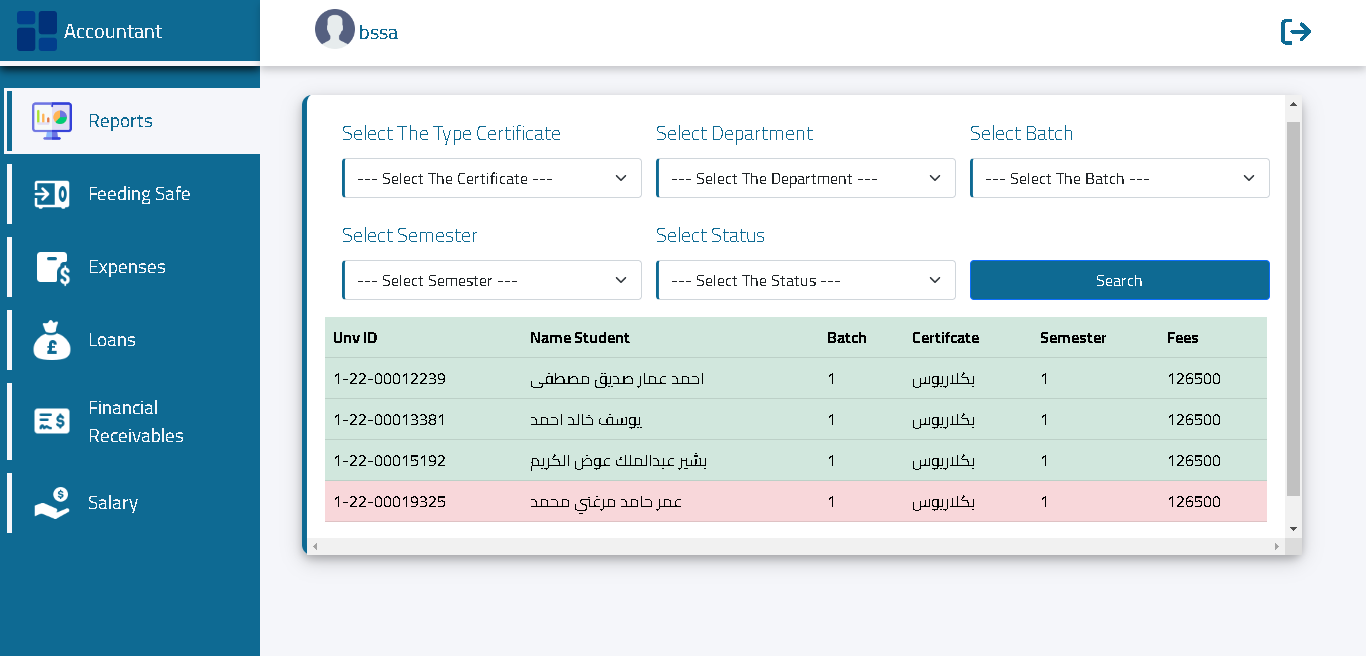 Accountant
bssa
Reports
Feeding Safe
Expenses
Loans
Financial
Receivables
Salary
Select The Type Certificate Select Department Select Batch
--- Select The Certificate --- --- Select The Department --- --- Select The Batch ---
Select Semester Select Status
--- Select Semester --- --- Select The Status --- Search
Unv ID Name Student Batch Certifcate Semester Fees
1-22-00012239 احمد عمار صديق مصطفى 1 بكلاريوس 1 126500
1-22-00013381 يوسف خالد احمد 1 بكلاريوس 1 126500
1-22-00015192 بشير عبدالملك عوض الكريم 1 بكلاريوس 1 126500
1-22-00019325 عمر حامد مرغني محمد 1 بكلاريوس 1 126500